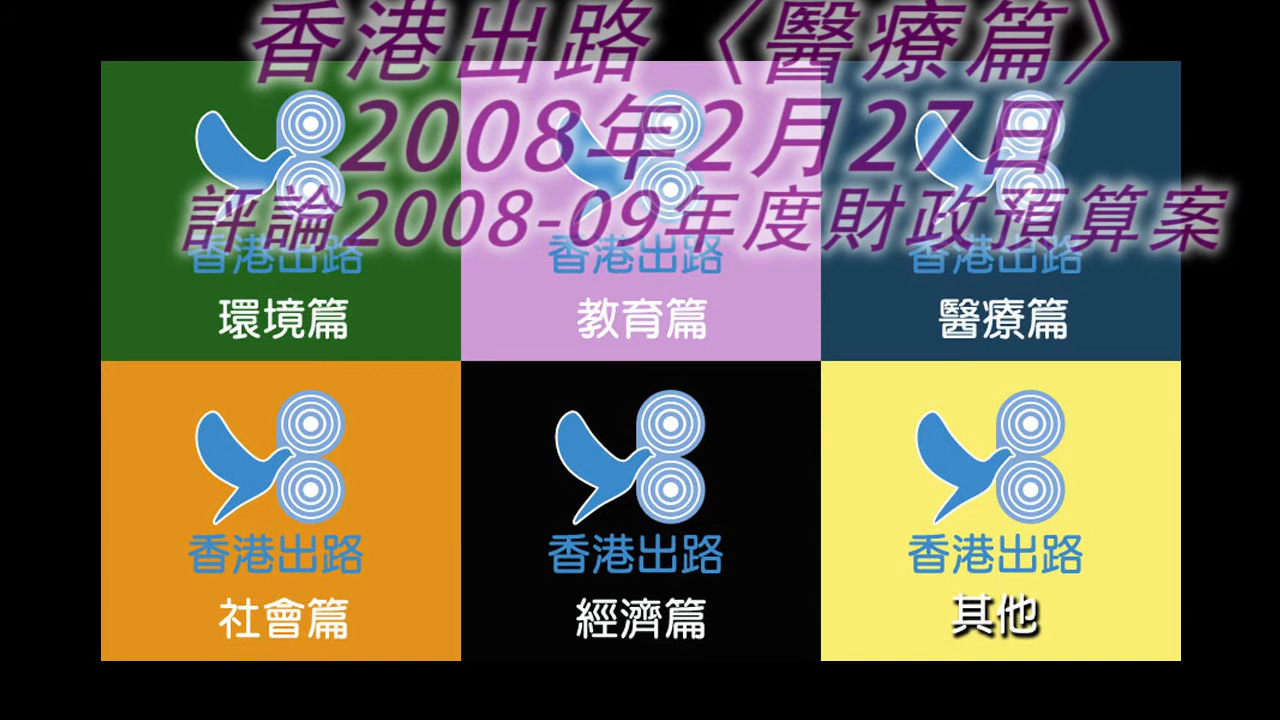 香港出路〈醫療篇〉
2008年2月27日
評論2008-09年度財政預算案
香港出路 香港出路 香港出路
環境篇 教育篇 醫療篇
香港出路 香港出路 香港出路
社會篇 經濟篇 其他